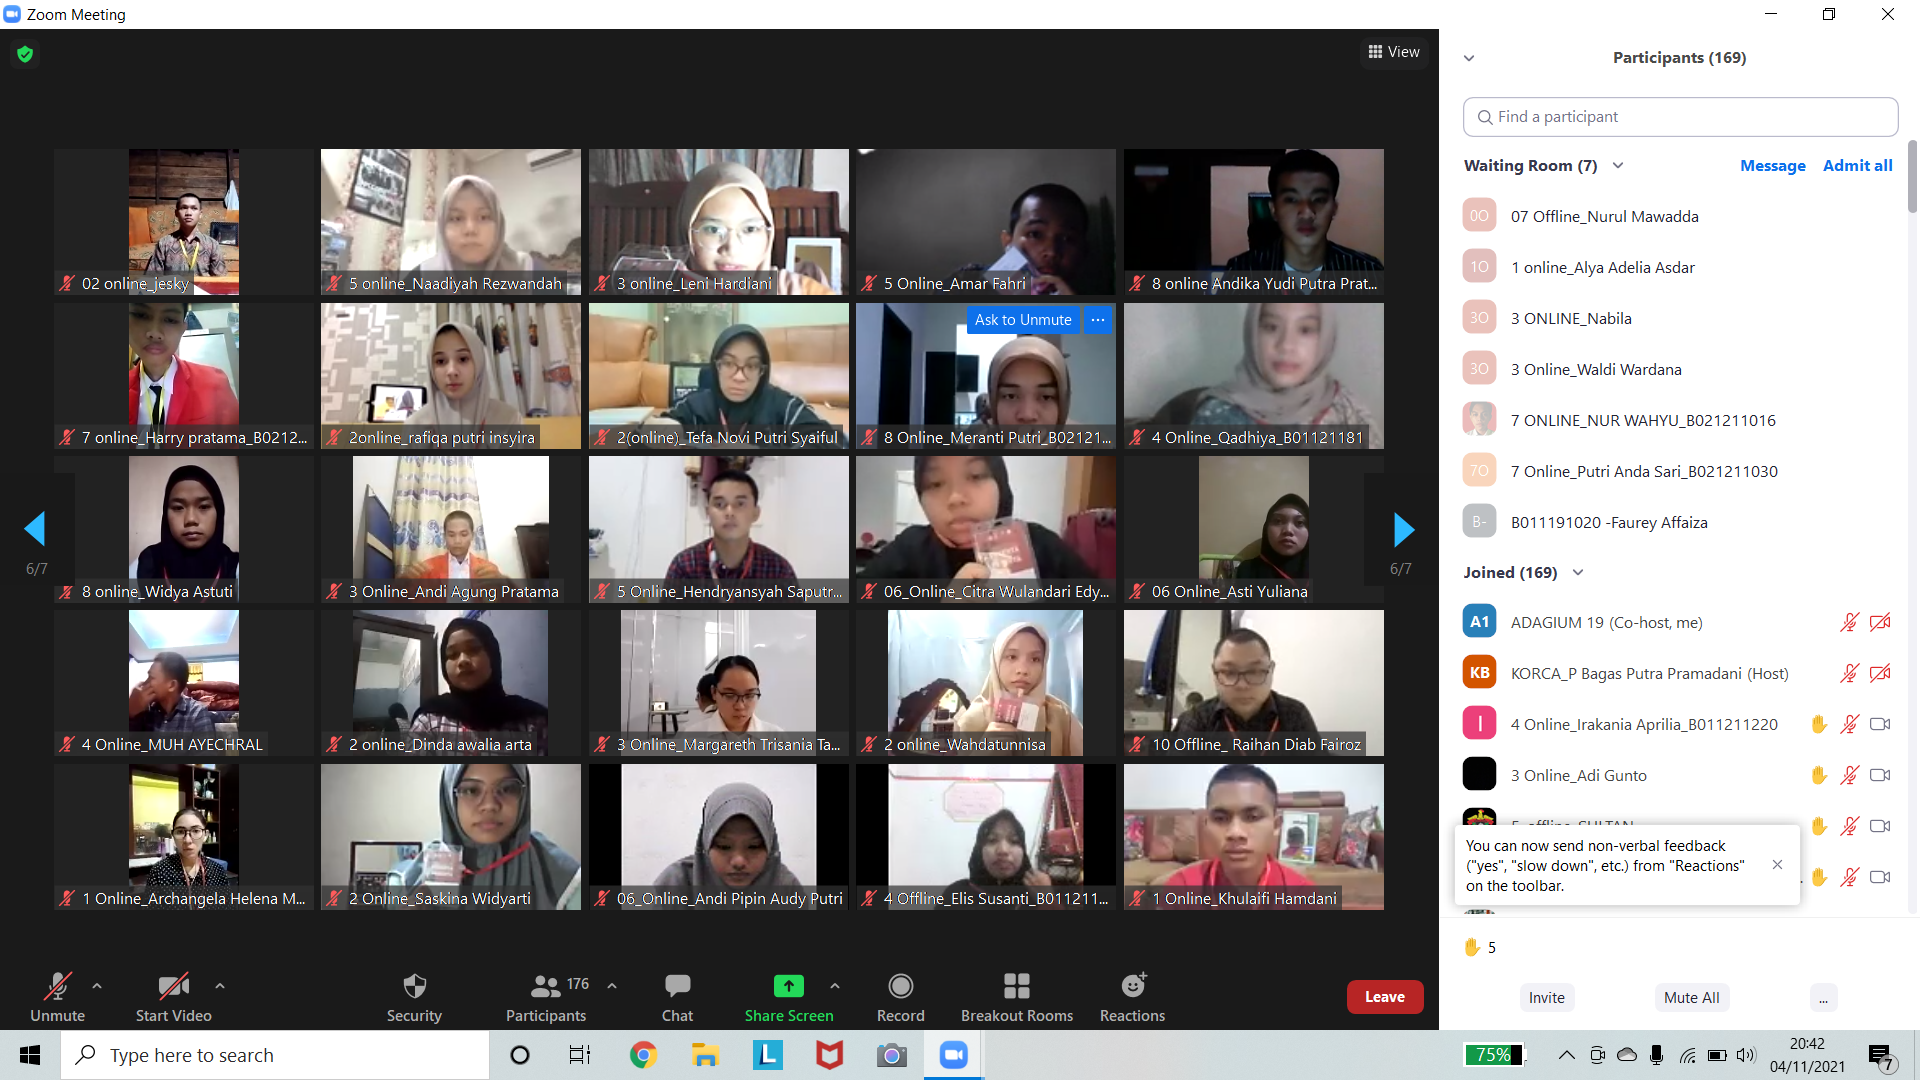 Zoom Meeting
View
02 online_jesky
5 online_Naadiyah Rezwandah
3 online_Leni Hardiani
5 Online_Amar Fahri
8 online Andika Yudi Putra Prat...
Ask to Unmute
...
7 online_Harry pratama_B0212...
2online_rafiqa putri insyira
2(online)_Tefa Novi Putri Syaiful
8 Online_Meranti Putri_B02121...
4 Online_Qadhiya_B01121181
6/7
8 online_Widya Astuti
3 Online_Andi Agung Pratama
5 Online_Hendryansyah Saputr...
06_Online_Citra Wulandari Edy...
06 Online_Asti Yuliana
6/7
4 Online_MUH AYECHRAL
2 online_Dinda awalia arta
3 Online_Margareth Trisania Ta...
2 online_Wahdatunnisa
10 Offline_ Raihan Diab Fairoz
1 Online_Archangela Helena M...
2 Online_Saskina Widyarti
06_Online_Andi Pipin Audy Putri
4 Offline_Elis Susanti_B011211...
1 Online_Khulaifi Hamdani
Unmute
Start Video
Security
176
Participants
Chat
Share Screen
Record
Breakout Rooms
Reactions
Leave
Participants (169)
Find a participant
Waiting Room (7) Message Admit all
0O 07 Offline_Nurul Mawadda
1O 1 online_Alya Adelia Asdar
3O 3 ONLINE_Nabila
3O 3 Online_Waldi Wardana
7 ONLINE_NUR WAHYU_B021211016
7O 7 Online_Putri Anda Sari_B021211030
B- B011191020 -Faurey Affaiza
Joined (169)
A1 ADAGIUM 19 (Co-host, me)
KB KORCA_P Bagas Putra Pramadani (Host)
I 4 Online_Irakania Aprilia_B011211220
3 Online_Adi Gunto
You can now send non-verbal feedback
("yes", "slow down", etc.) from "Reactions"
on the toolbar.
5
Invite
Mute All
...
Type here to search
L
75%
20:42
04/11/2021
7